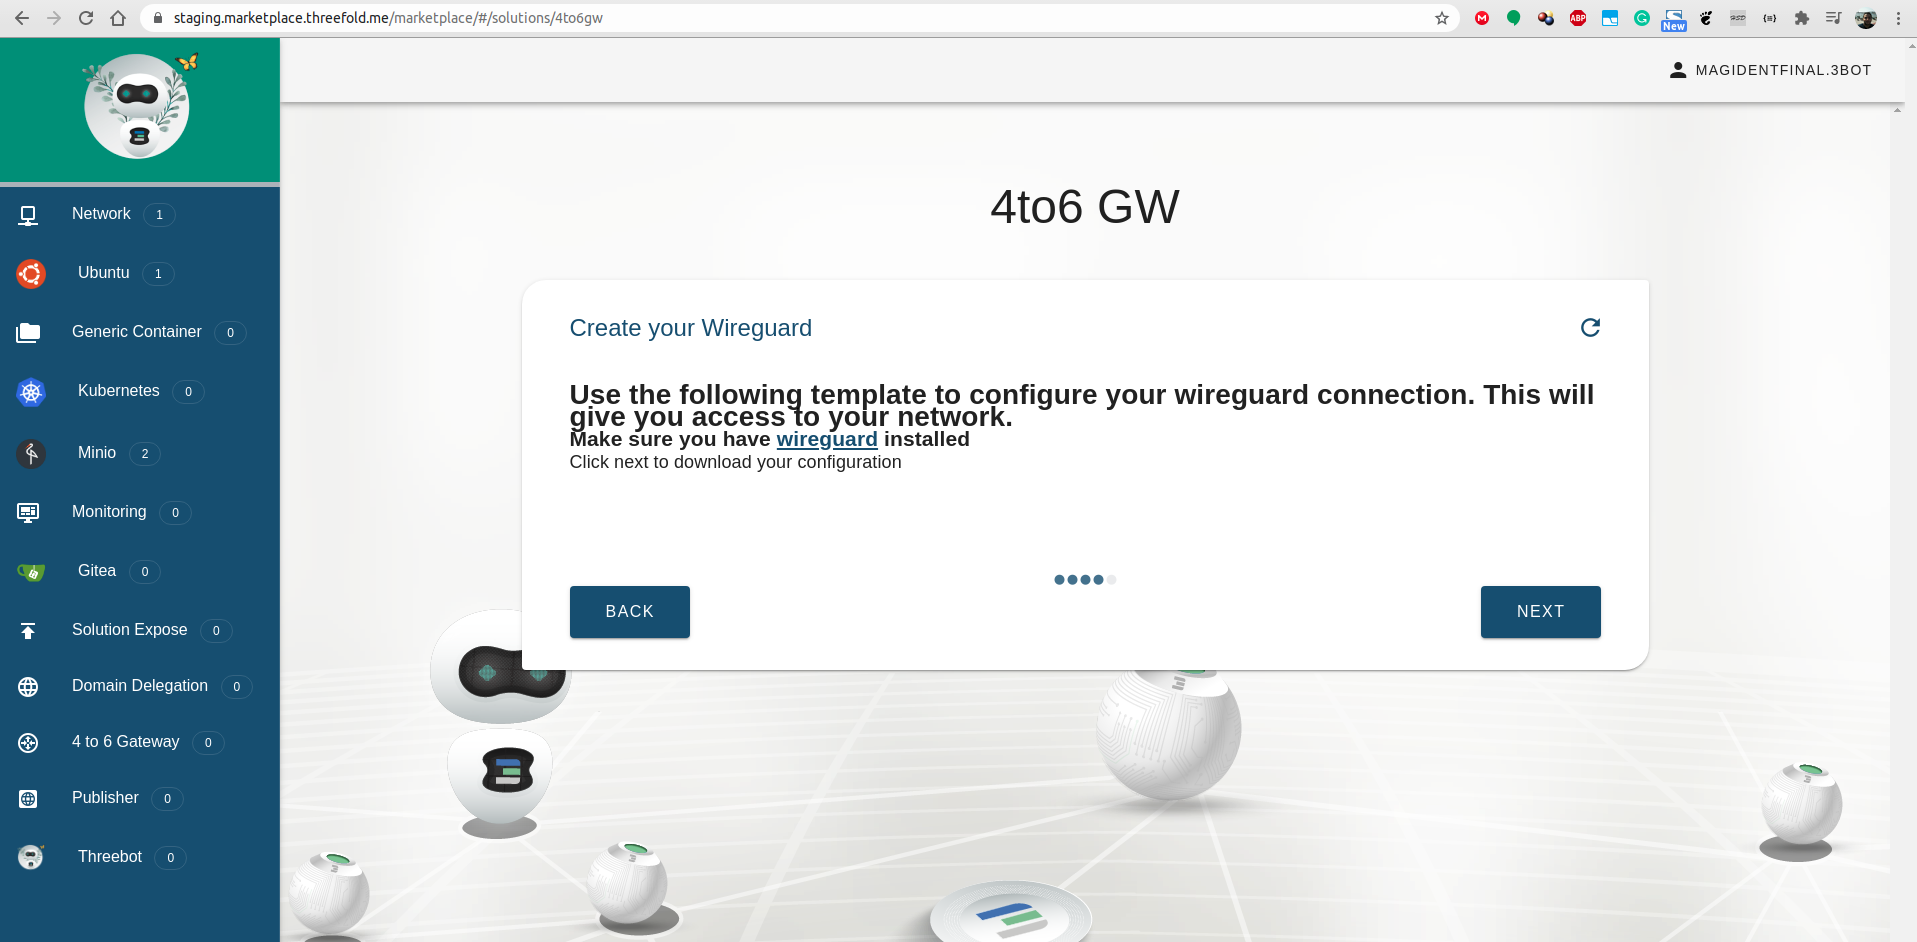 staging.marketplace.threefold.me/marketplace/#/solutions/4to6gw
ABP
New
MAGIDENTFINAL.3BOT
Network 1
Ubuntu 1
Generic Container 0
Kubernetes 0
Minio 2
Monitoring 0
Gitea 0
Solution Expose 0
Domain Delegation 0
4 to 6 Gateway 0
Publisher 0
Threebot 0
4to6 GW
Create your Wireguard
Use the following template to configure your wireguard connection. This will
give you access to your network.
Make sure you have wireguard installed
Click next to download your configuration
BACK
NEXT